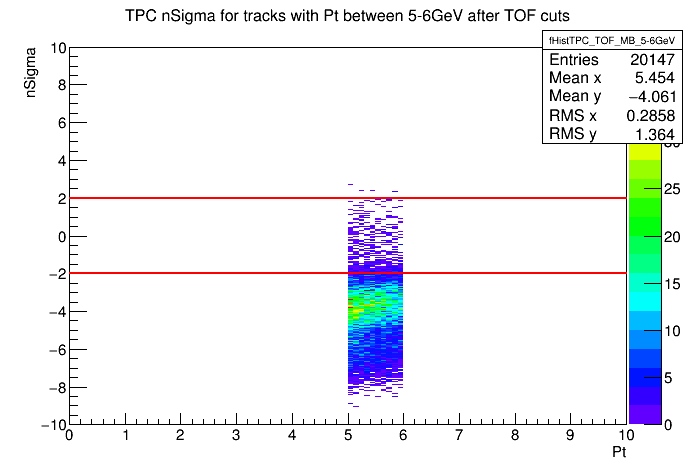 TPC nSigma for tracks with Pt between 5-6GeV after TOF cuts
fHistTPC_TOF_MB_5-6GeV
Entries 20147
Mean x 5.454
Mean y −4.061
RMS x 0.2858
RMS y 1.364
nSigma
10
8
6
4
2
0
−2
−4
−6
−8
−10
0 1 2 3 4 5 6 7 8 9 10
Pt
30
25
20
15
10
5
0